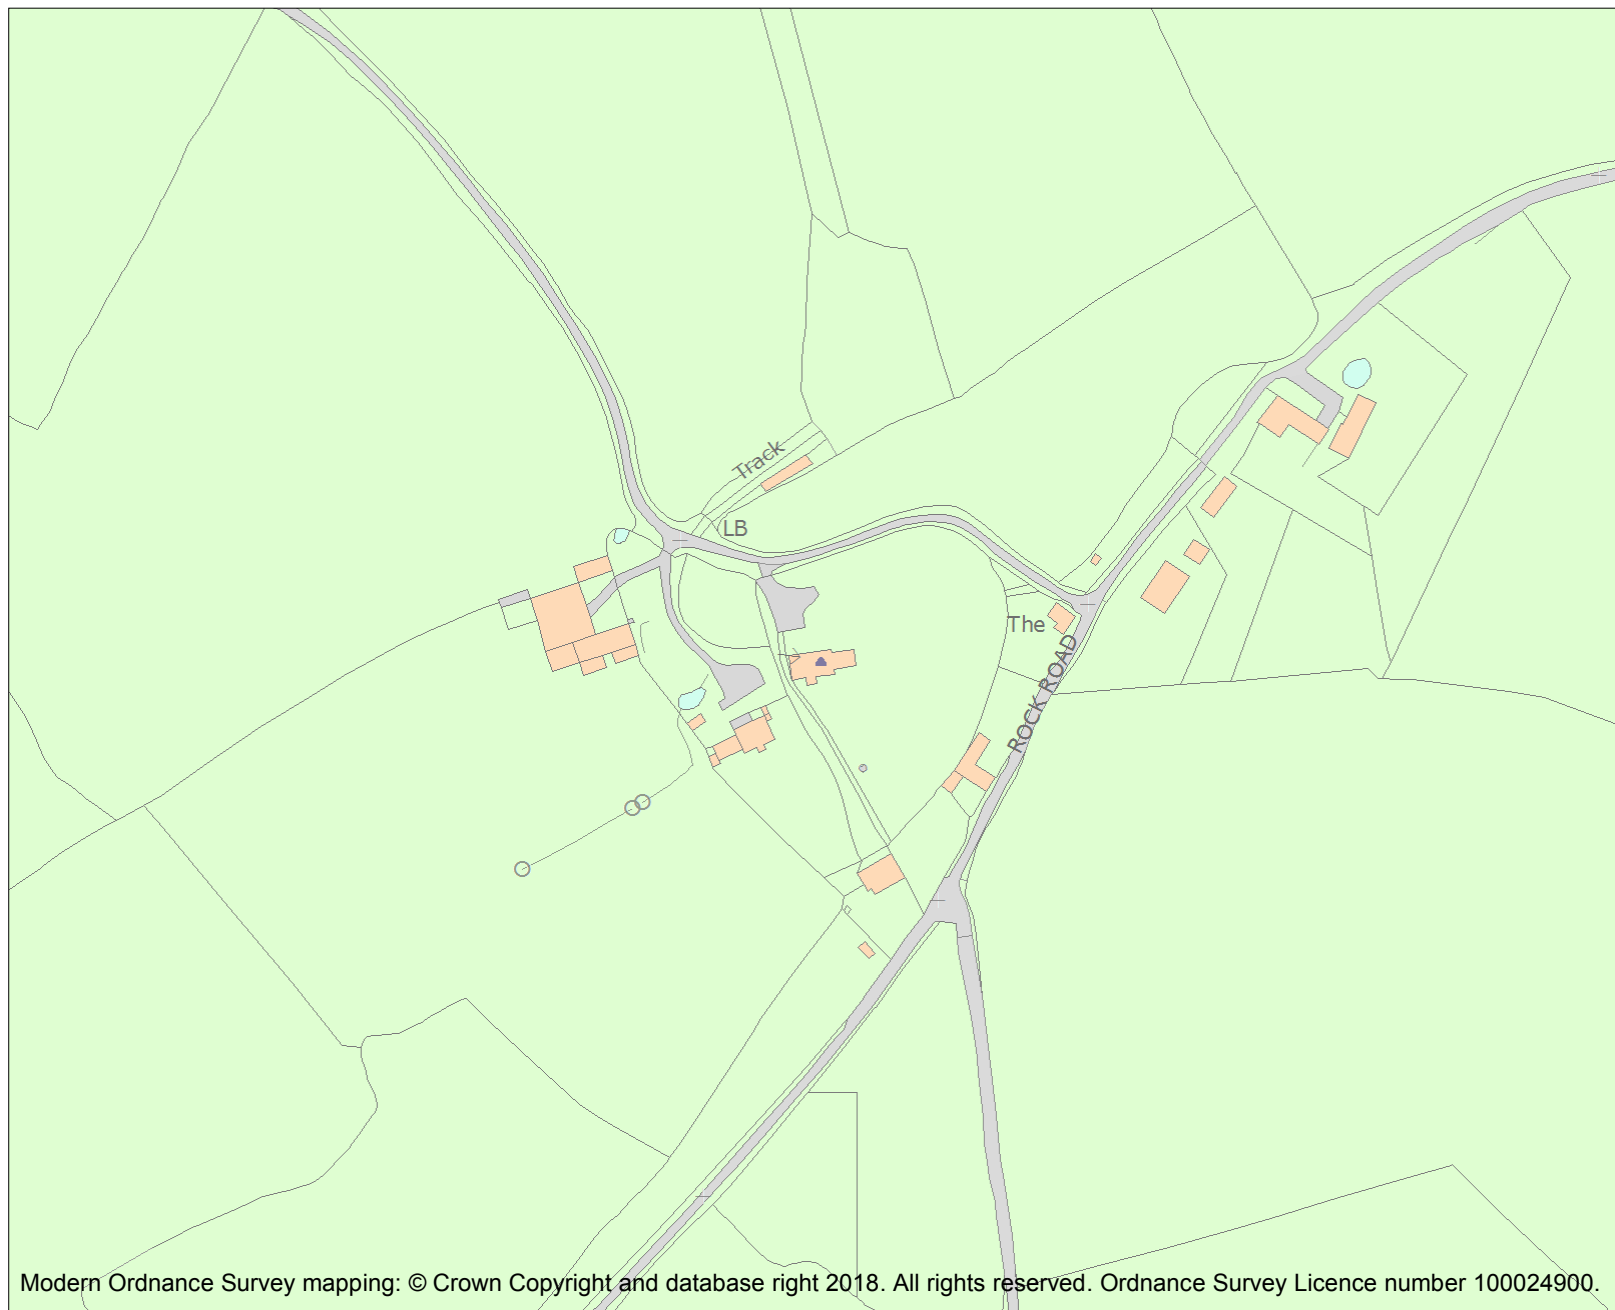 Track
LB
The
ROCK ROAD
Modern Ordnance Survey mapping: © Crown Copyright and database right 2018. All rights reserved. Ordnance Survey Licence number 100024900.